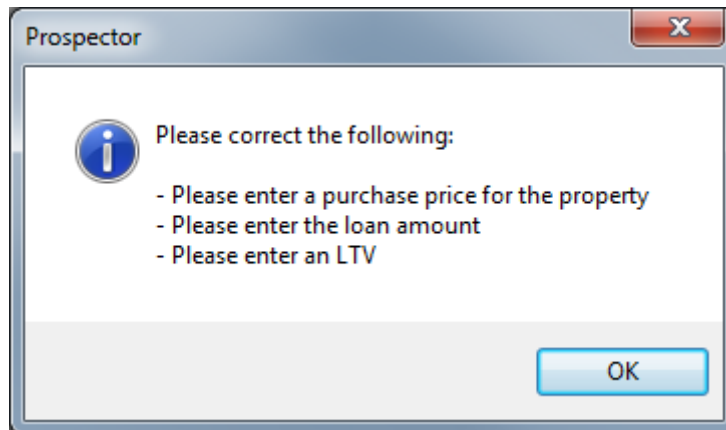 Prospector
Please correct the following:
- Please enter a purchase price for the property
- Please enter the loan amount
- Please enter an LTV
OK